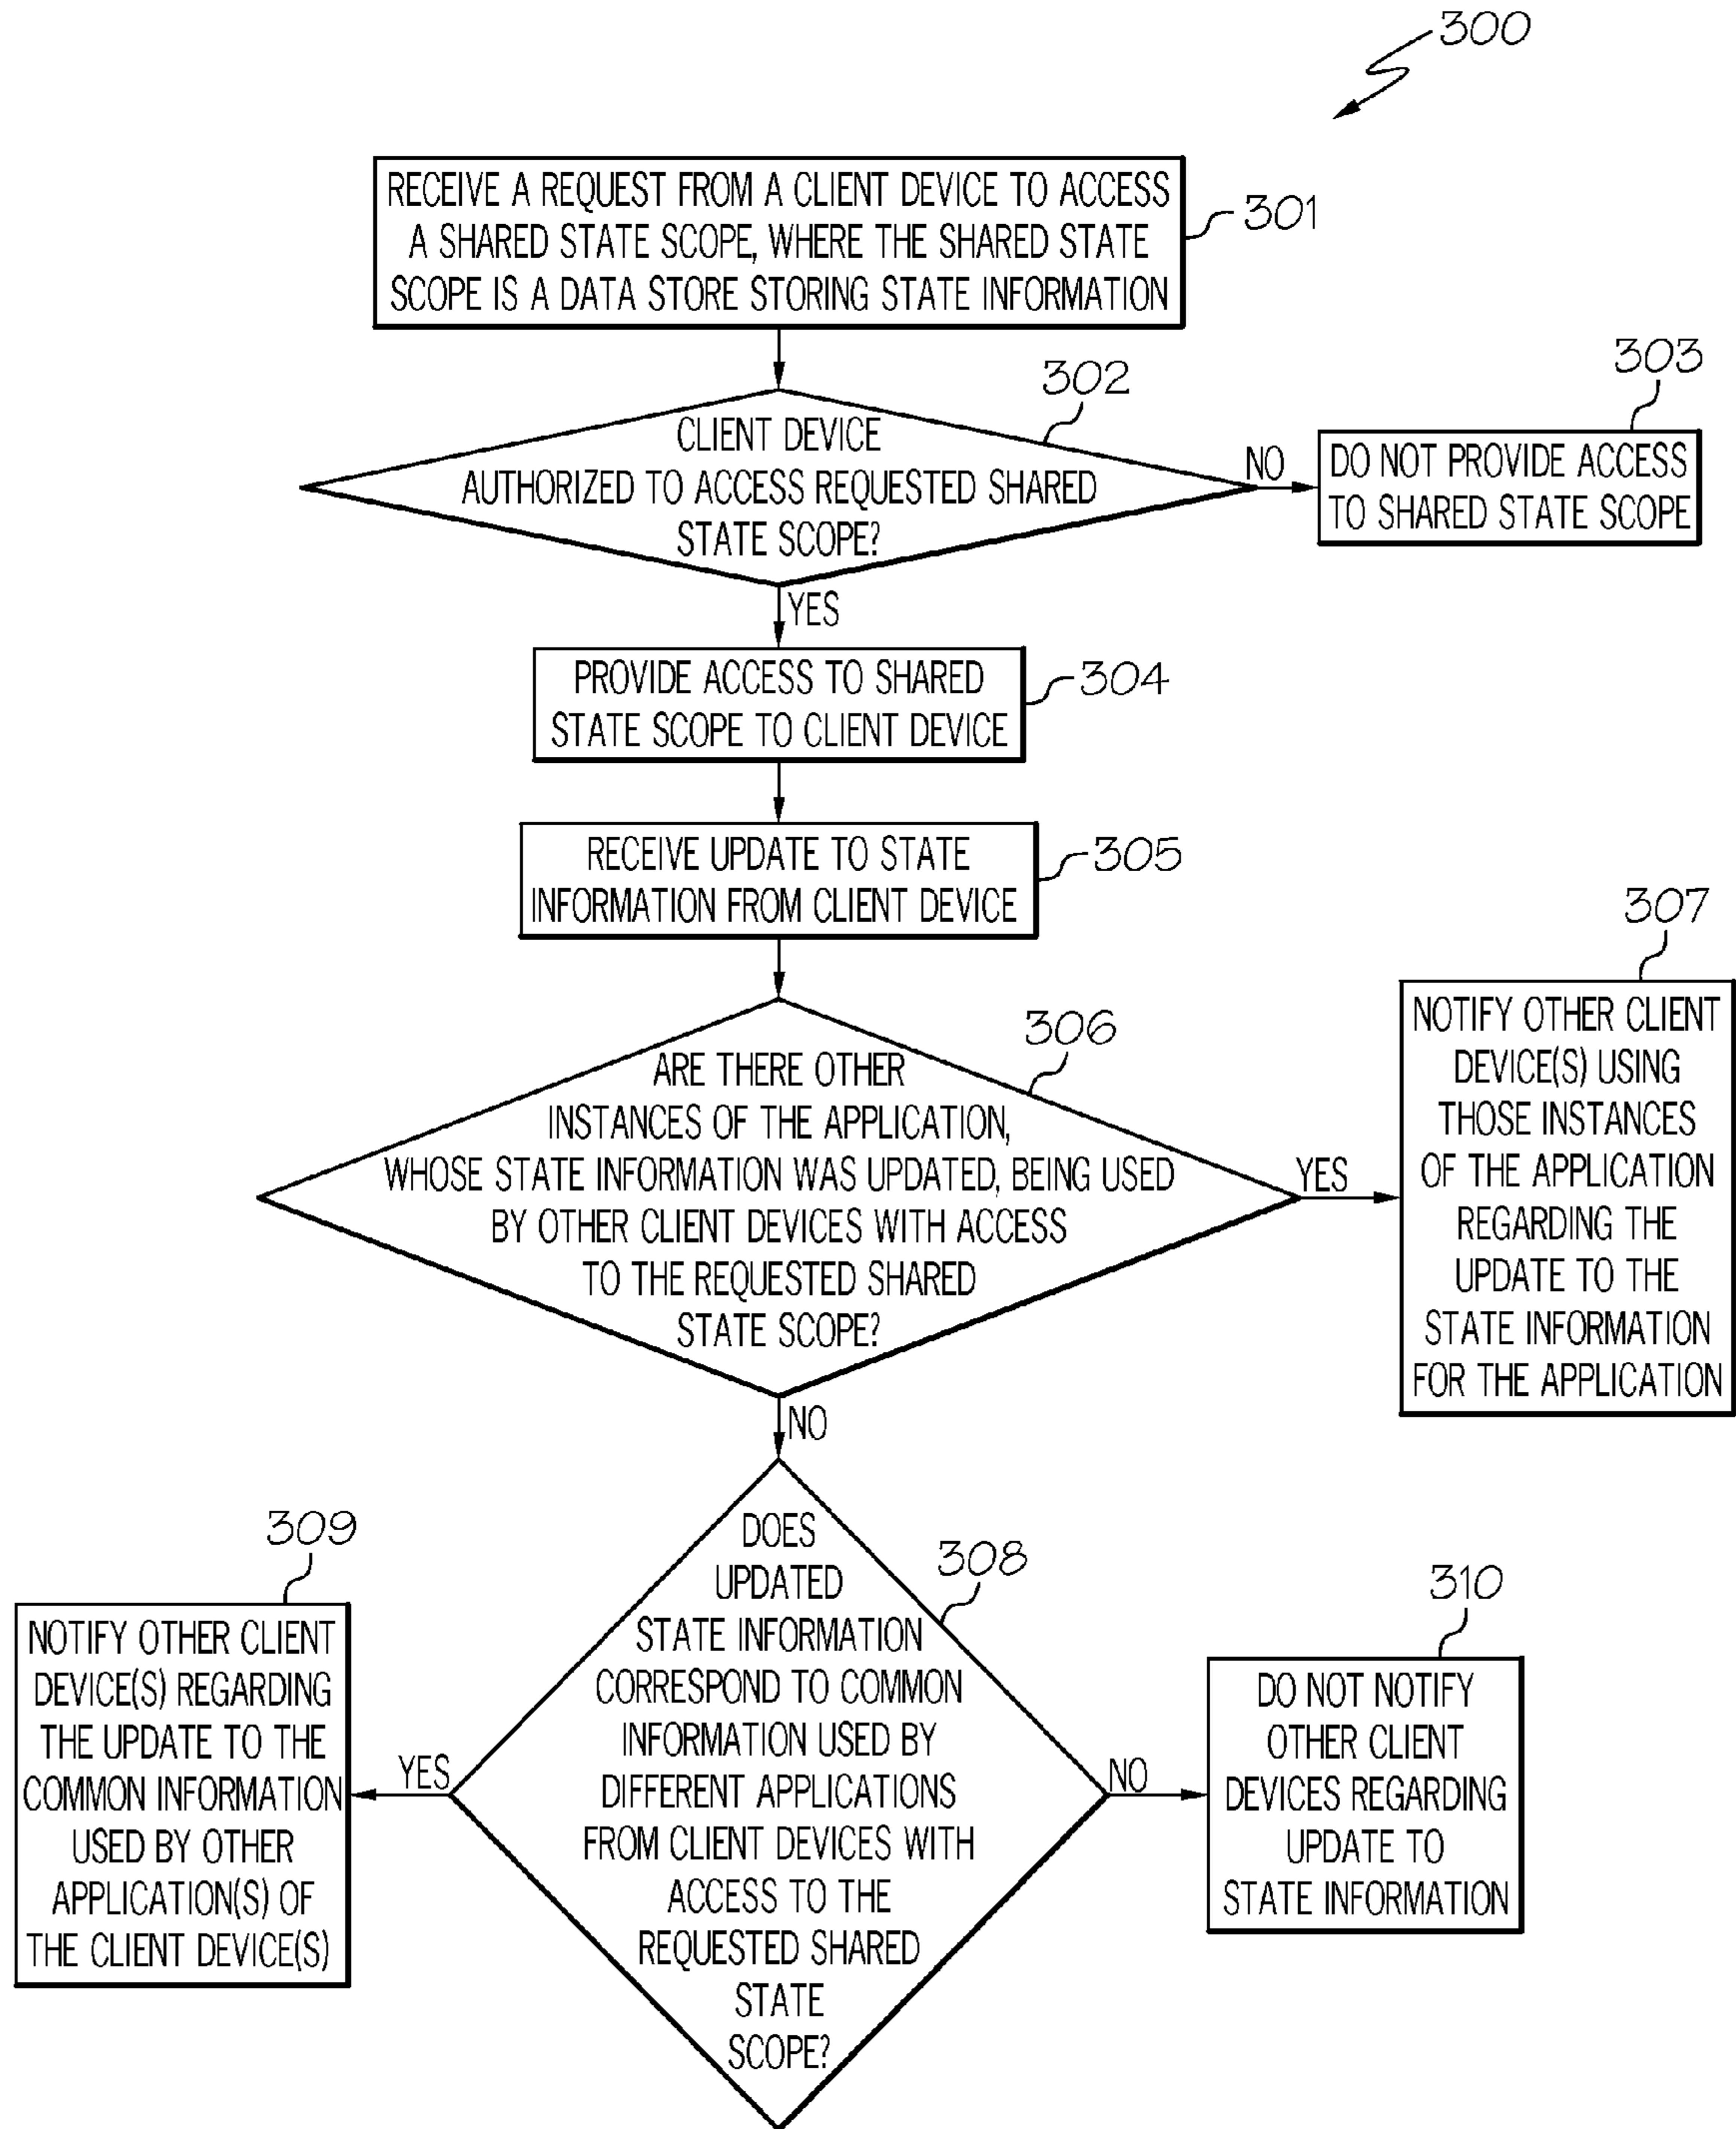 300
RECEIVE A REQUEST FROM A CLIENT DEVICE TO ACCESS
A SHARED STATE SCOPE, WHERE THE SHARED STATE
SCOPE IS A DATA STORE STORING STATE INFORMATION
301
302
CLIENT DEVICE
AUTHORIZED TO ACCESS REQUESTED SHARED
STATE SCOPE?
NO
303
DO NOT PROVIDE ACCESS
TO SHARED STATE SCOPE
YES
PROVIDE ACCESS TO SHARED
STATE SCOPE TO CLIENT DEVICE
304
RECEIVE UPDATE TO STATE
INFORMATION FROM CLIENT DEVICE
305
306
ARE THERE OTHER
INSTANCES OF THE APPLICATION,
WHOSE STATE INFORMATION WAS UPDATED, BEING USED
BY OTHER CLIENT DEVICES WITH ACCESS
TO THE REQUESTED SHARED
STATE SCOPE?
YES
307
NOTIFY OTHER CLIENT
DEVICE(S) USING
THOSE INSTANCES
OF THE APPLICATION
REGARDING THE
UPDATE TO THE
STATE INFORMATION
FOR THE APPLICATION
NO
308
DOES
UPDATED
STATE INFORMATION
CORRESPOND TO COMMON
INFORMATION USED BY
DIFFERENT APPLICATIONS
FROM CLIENT DEVICES WITH
ACCESS TO THE
REQUESTED SHARED
STATE
SCOPE?
YES
309
NOTIFY OTHER CLIENT
DEVICE(S) REGARDING
THE UPDATE TO THE
COMMON INFORMATION
USED BY OTHER
APPLICATION(S) OF
THE CLIENT DEVICE(S)
NO
310
DO NOT NOTIFY
OTHER CLIENT
DEVICES REGARDING
UPDATE TO
STATE INFORMATION